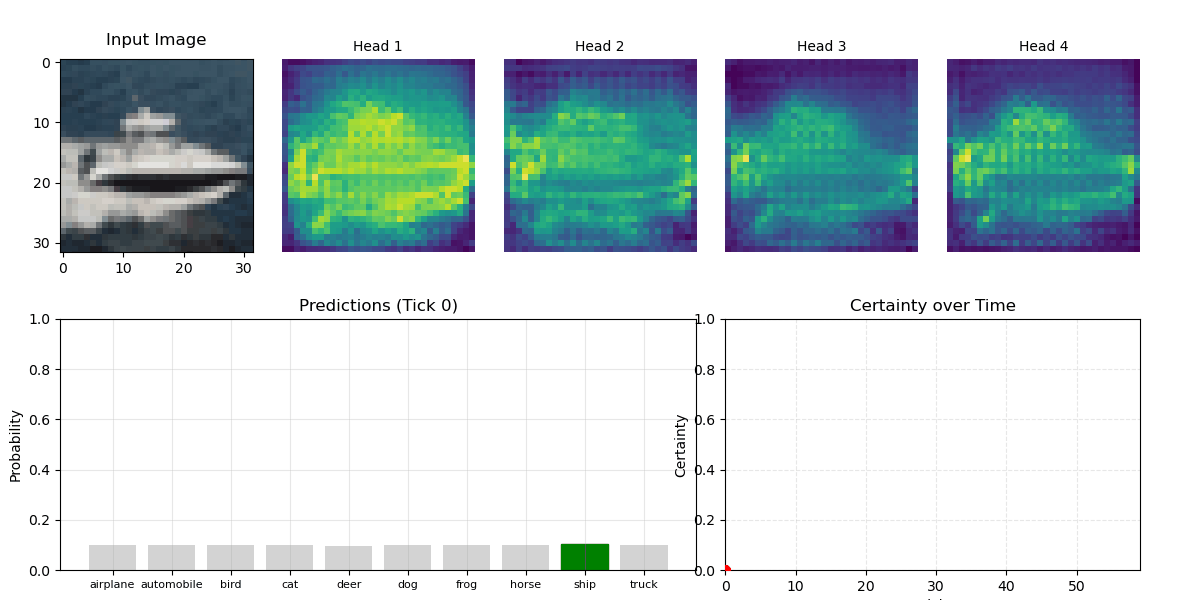 Input Image
Head 1
Head 2
Head 3
Head 4
0
10
20
30
0 10 20 30
Predictions (Tick 0)
Certainty over Time
Probability
1.0
0.8
0.6
0.4
0.2
0.0
airplane automobile bird cat deer dog frog horse ship truck
Certainty
1.0
0.8
0.6
0.4
0.2
0.0
0 10 20 30 40 50